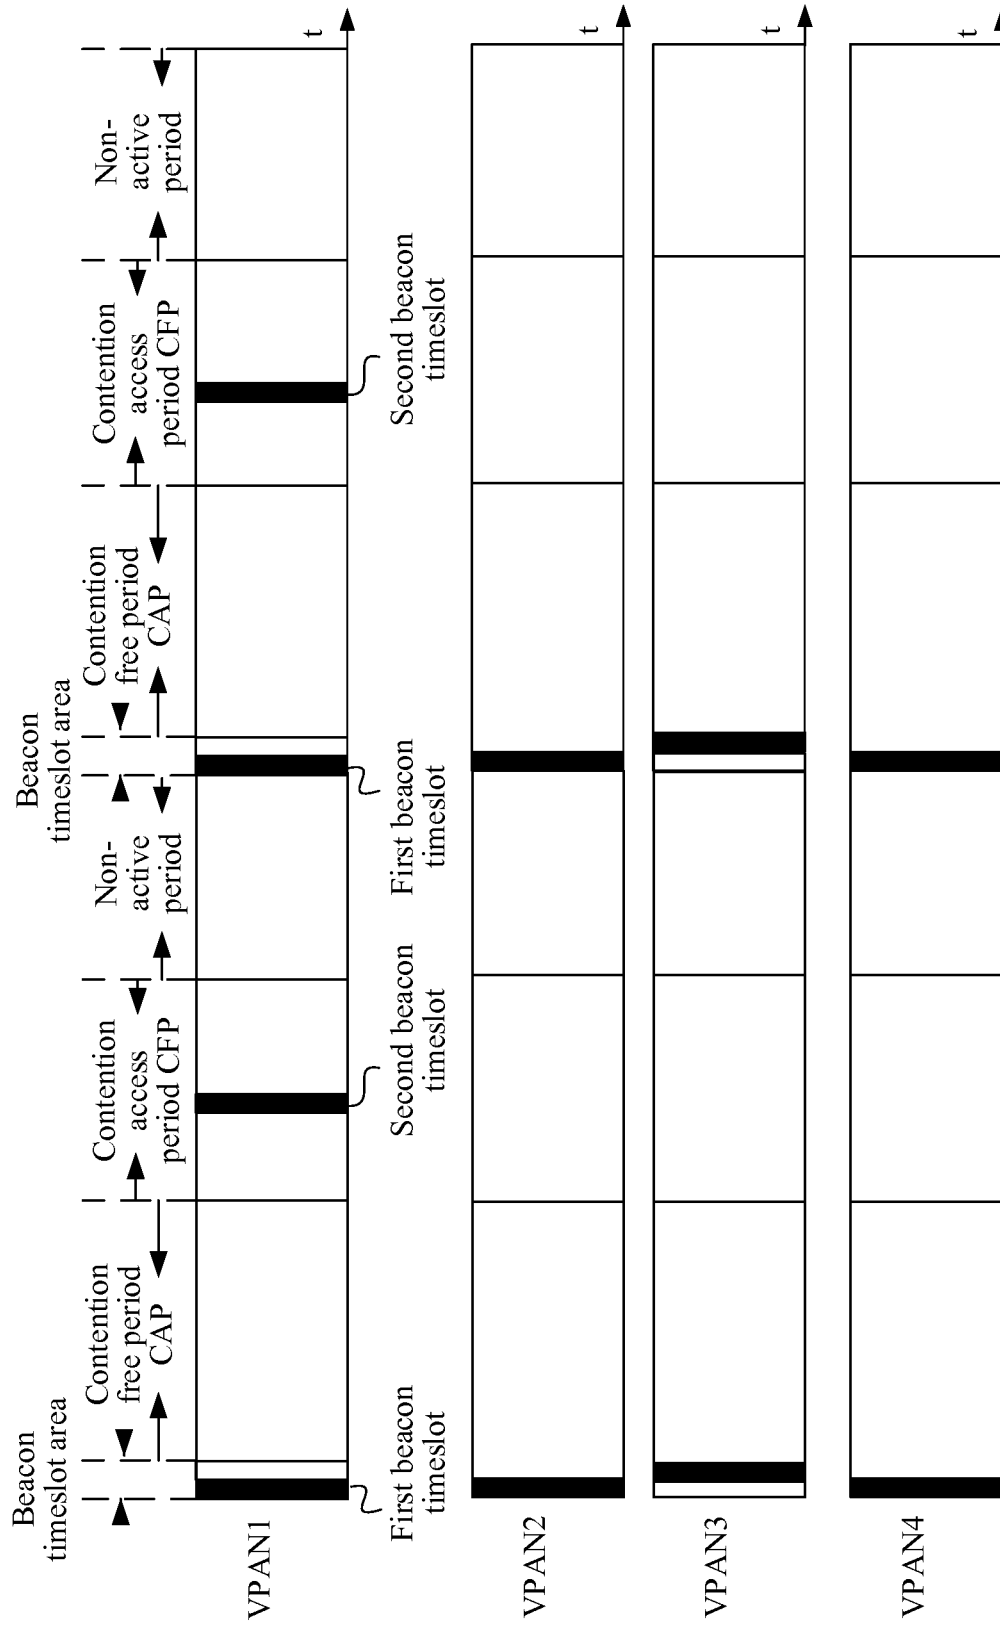 Beacon
timeslot area
Contention
free period
CAP
Contention
access
period CFP
Non-
active
period
Beacon
timeslot area
Contention
free period
CAP
Contention
access
period CFP
Non-
active
period
VPAN1
t
First beacon
timeslot
Second beacon
timeslot
First beacon
timeslot
Second beacon
timeslot
VPAN2
t
VPAN3
t
VPAN4
t